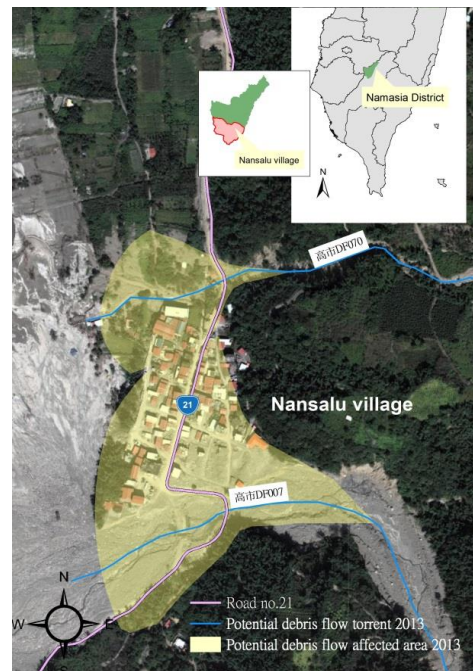 Namasia District
Nansalu village
N
高市DF070
21
Nansalu village
高市DF007
N
W
E
S
Road no.21
Potential debris flow torrent 2013
Potential debris flow affected area 2013